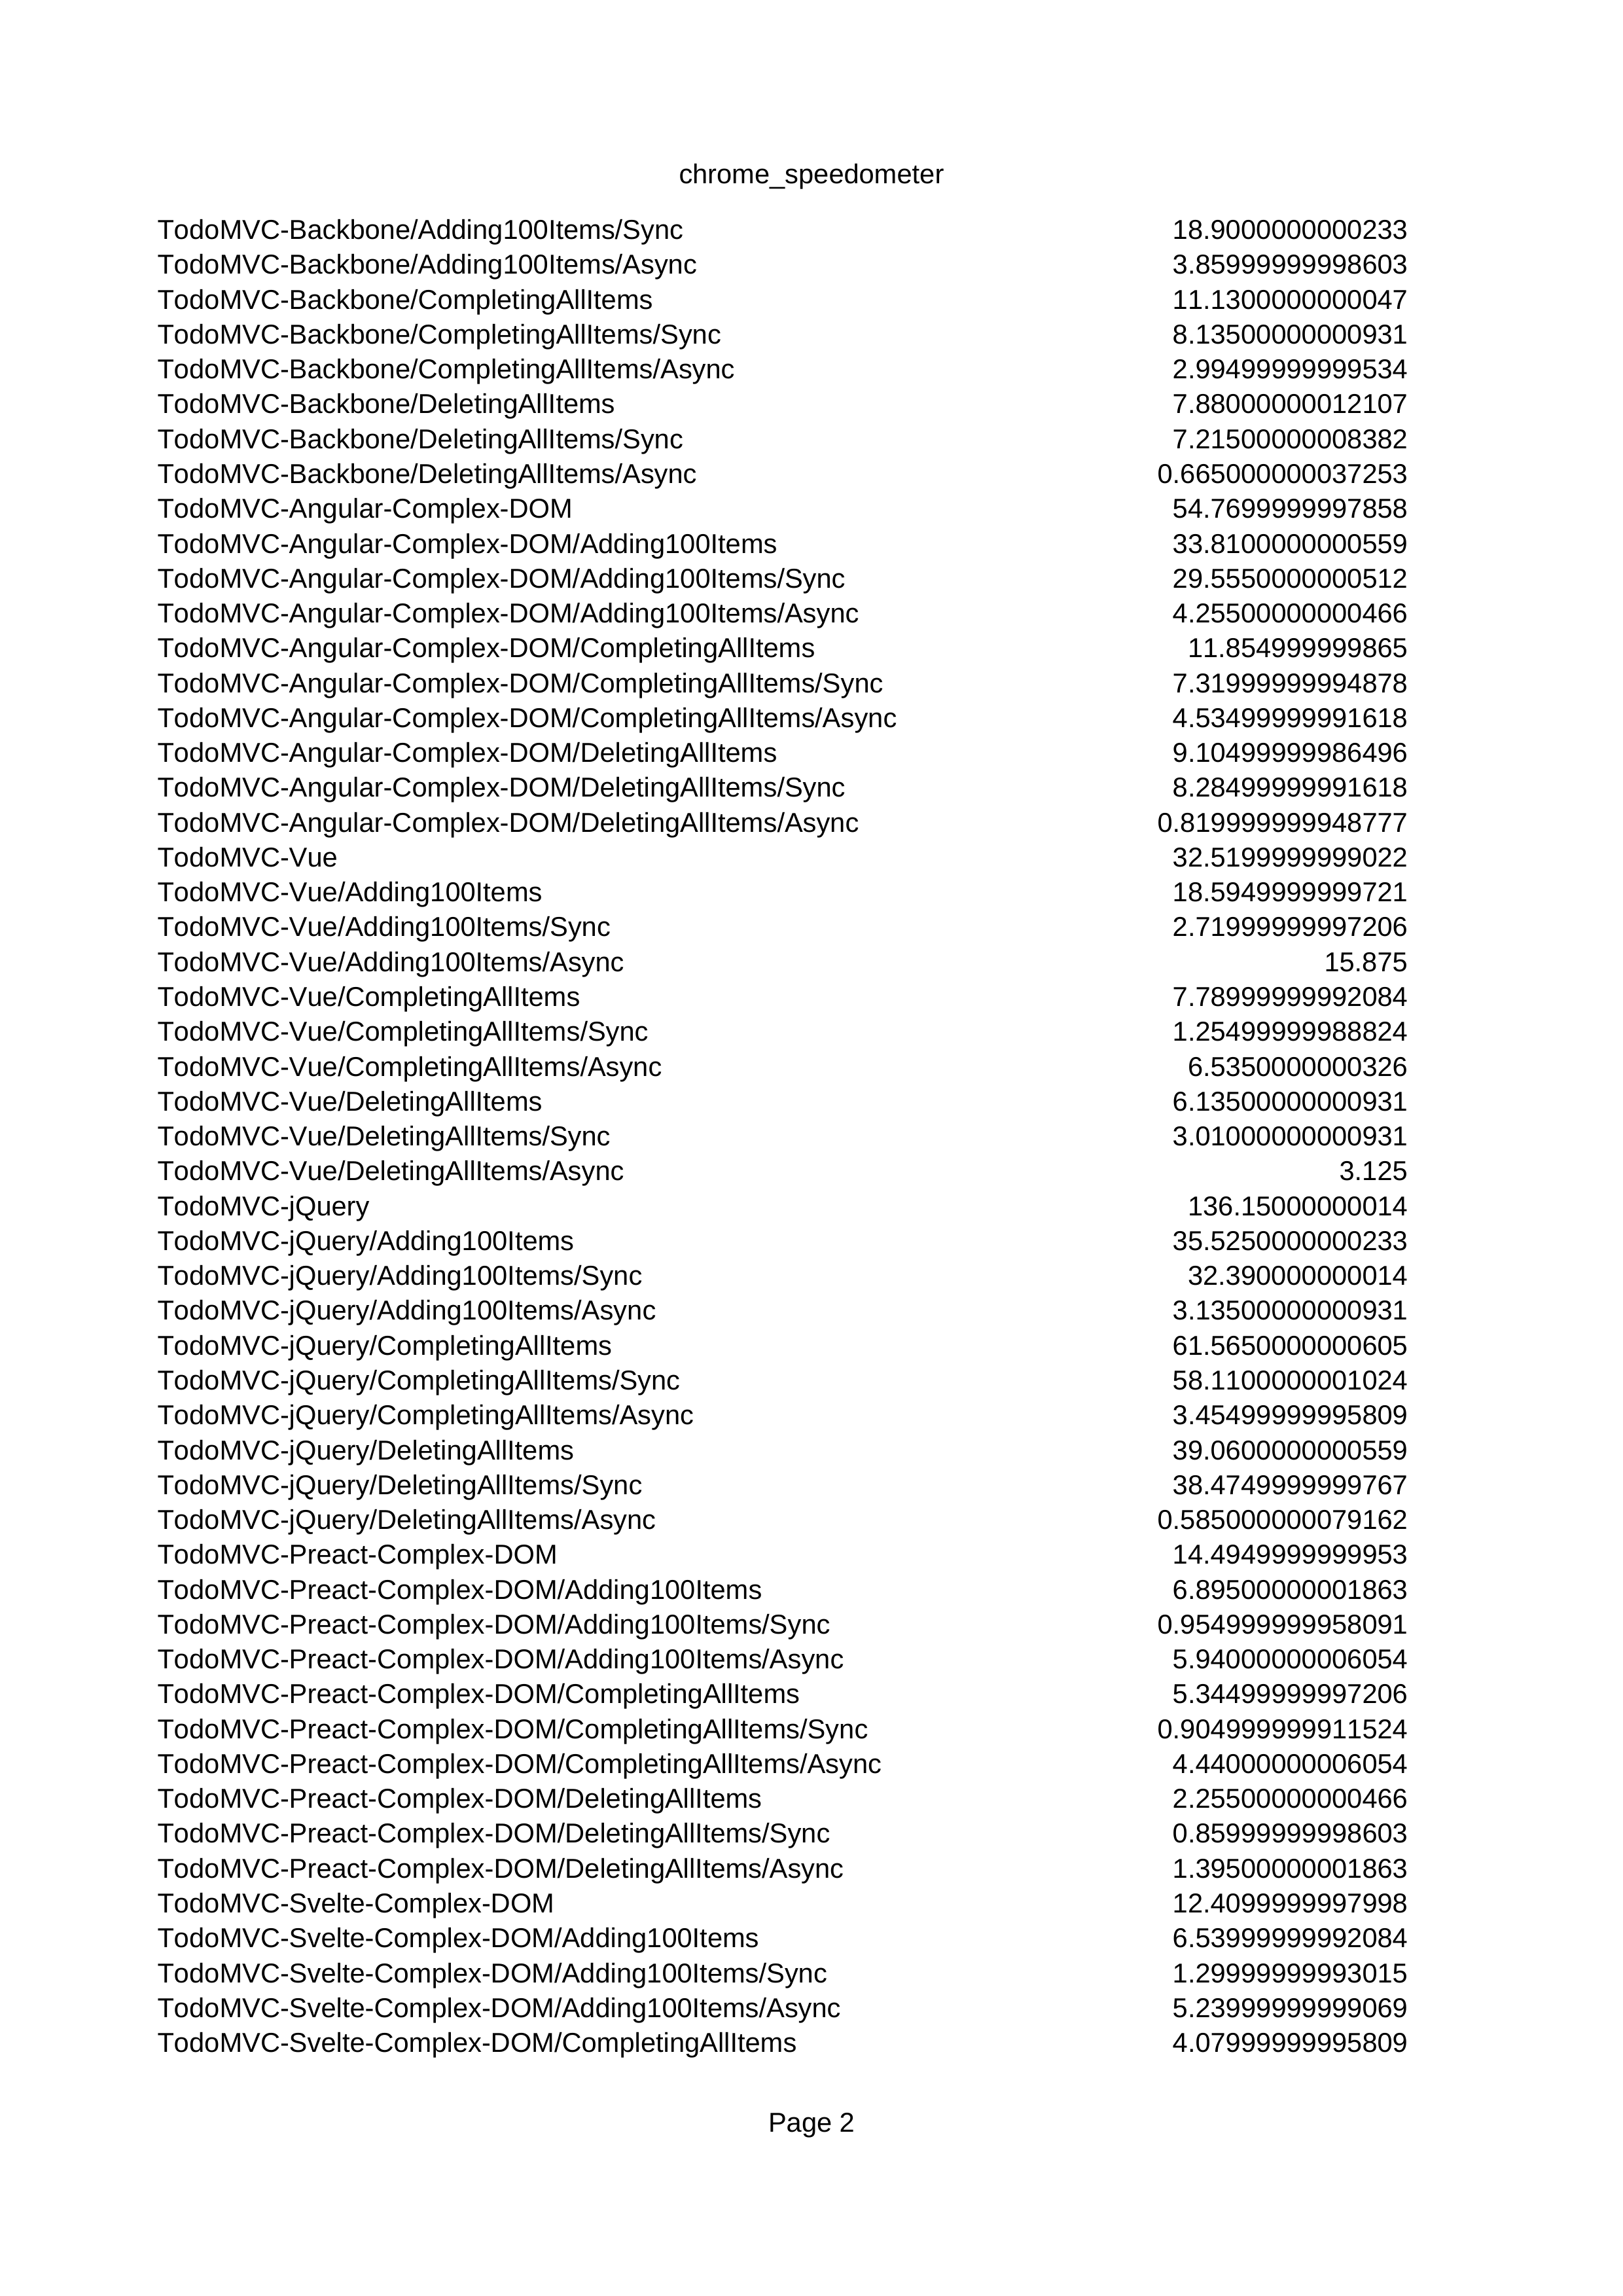 chrome_speedometer
TodoMVC-Backbone/Adding100Items/Sync 18.9000000000233
TodoMVC-Backbone/Adding100Items/Async 3.85999999998603
TodoMVC-Backbone/CompletingAllItems 11.1300000000047
TodoMVC-Backbone/CompletingAllItems/Sync 8.13500000000931
TodoMVC-Backbone/CompletingAllItems/Async 2.99499999999534
TodoMVC-Backbone/DeletingAllItems 7.88000000012107
TodoMVC-Backbone/DeletingAllItems/Sync 7.21500000008382
TodoMVC-Backbone/DeletingAllItems/Async 0.665000000037253
TodoMVC-Angular-Complex-DOM 54.7699999997858
TodoMVC-Angular-Complex-DOM/Adding100Items 33.8100000000559
TodoMVC-Angular-Complex-DOM/Adding100Items/Sync 29.5550000000512
TodoMVC-Angular-Complex-DOM/Adding100Items/Async 4.25500000000466
TodoMVC-Angular-Complex-DOM/CompletingAllItems 11.854999999865
TodoMVC-Angular-Complex-DOM/CompletingAllItems/Sync 7.31999999994878
TodoMVC-Angular-Complex-DOM/CompletingAllItems/Async 4.53499999991618
TodoMVC-Angular-Complex-DOM/DeletingAllItems 9.10499999986496
TodoMVC-Angular-Complex-DOM/DeletingAllItems/Sync 8.28499999991618
TodoMVC-Angular-Complex-DOM/DeletingAllItems/Async 0.819999999948777
TodoMVC-Vue 32.5199999999022
TodoMVC-Vue/Adding100Items 18.5949999999721
TodoMVC-Vue/Adding100Items/Sync 2.71999999997206
TodoMVC-Vue/Adding100Items/Async 15.875
TodoMVC-Vue/CompletingAllItems 7.78999999992084
TodoMVC-Vue/CompletingAllItems/Sync 1.25499999988824
TodoMVC-Vue/CompletingAllItems/Async 6.5350000000326
TodoMVC-Vue/DeletingAllItems 6.13500000000931
TodoMVC-Vue/DeletingAllItems/Sync 3.01000000000931
TodoMVC-Vue/DeletingAllItems/Async 3.125
TodoMVC-jQuery 136.15000000014
TodoMVC-jQuery/Adding100Items 35.5250000000233
TodoMVC-jQuery/Adding100Items/Sync 32.390000000014
TodoMVC-jQuery/Adding100Items/Async 3.13500000000931
TodoMVC-jQuery/CompletingAllItems 61.5650000000605
TodoMVC-jQuery/CompletingAllItems/Sync 58.1100000001024
TodoMVC-jQuery/CompletingAllItems/Async 3.45499999995809
TodoMVC-jQuery/DeletingAllItems 39.0600000000559
TodoMVC-jQuery/DeletingAllItems/Sync 38.4749999999767
TodoMVC-jQuery/DeletingAllItems/Async 0.585000000079162
TodoMVC-Preact-Complex-DOM 14.4949999999953
TodoMVC-Preact-Complex-DOM/Adding100Items 6.89500000001863
TodoMVC-Preact-Complex-DOM/Adding100Items/Sync 0.954999999958091
TodoMVC-Preact-Complex-DOM/Adding100Items/Async 5.94000000006054
TodoMVC-Preact-Complex-DOM/CompletingAllItems 5.34499999997206
TodoMVC-Preact-Complex-DOM/CompletingAllItems/Sync 0.904999999911524
TodoMVC-Preact-Complex-DOM/CompletingAllItems/Async 4.44000000006054
TodoMVC-Preact-Complex-DOM/DeletingAllItems 2.25500000000466
TodoMVC-Preact-Complex-DOM/DeletingAllItems/Sync 0.85999999998603
TodoMVC-Preact-Complex-DOM/DeletingAllItems/Async 1.39500000001863
TodoMVC-Svelte-Complex-DOM 12.4099999997998
TodoMVC-Svelte-Complex-DOM/Adding100Items 6.53999999992084
TodoMVC-Svelte-Complex-DOM/Adding100Items/Sync 1.29999999993015
TodoMVC-Svelte-Complex-DOM/Adding100Items/Async 5.23999999999069
TodoMVC-Svelte-Complex-DOM/CompletingAllItems 4.07999999995809
Page 2